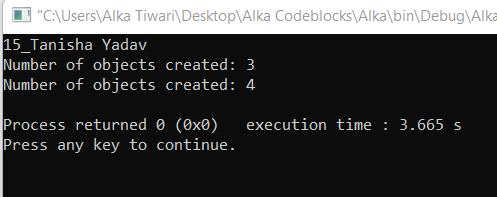 "C:\Users\Alka Tiwari\Desktop\Alka Codeblocks\Alka\bin\Debug\Alka
15_Tanisha Yadav
Number of objects created: 3
Number of objects created: 4
Process returned 0 (0x0)   execution time : 3.665 s
Press any key to continue.